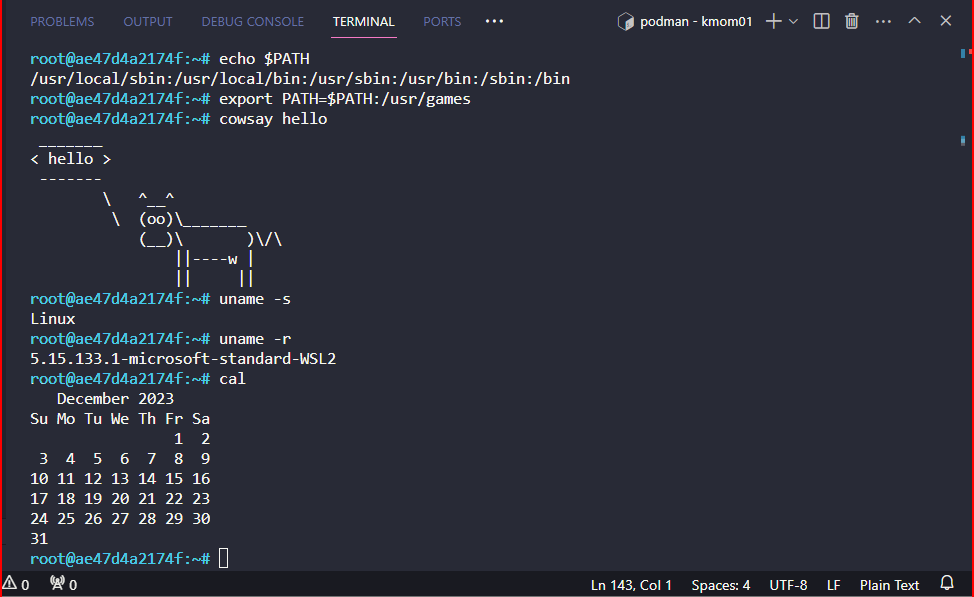 PROBLEMS OUTPUT DEBUG CONSOLE TERMINAL PORTS ··· podman - kmom01
root@ae47d4a2174f:~# echo $PATH
/usr/local/sbin:/usr/local/bin:/usr/sbin:/usr/bin:/sbin:/bin
root@ae47d4a2174f:~# export PATH=$PATH:/usr/games
root@ae47d4a2174f:~# cowsay hello
 _______
< hello >
 -------
        \   ^__^
         \  (oo)\_______
            (__)\       )\/\
                ||----w |
                ||     ||
root@ae47d4a2174f:~# uname -s
Linux
root@ae47d4a2174f:~# uname -r
5.15.133.1-microsoft-standard-WSL2
root@ae47d4a2174f:~# cal
   December 2023
Su Mo Tu We Th Fr Sa
                1  2
 3  4  5  6  7  8  9
10 11 12 13 14 15 16
17 18 19 20 21 22 23
24 25 26 27 28 29 30
31
root@ae47d4a2174f:~#
0 0 Ln 143, Col 1 Spaces: 4 UTF-8 LF Plain Text